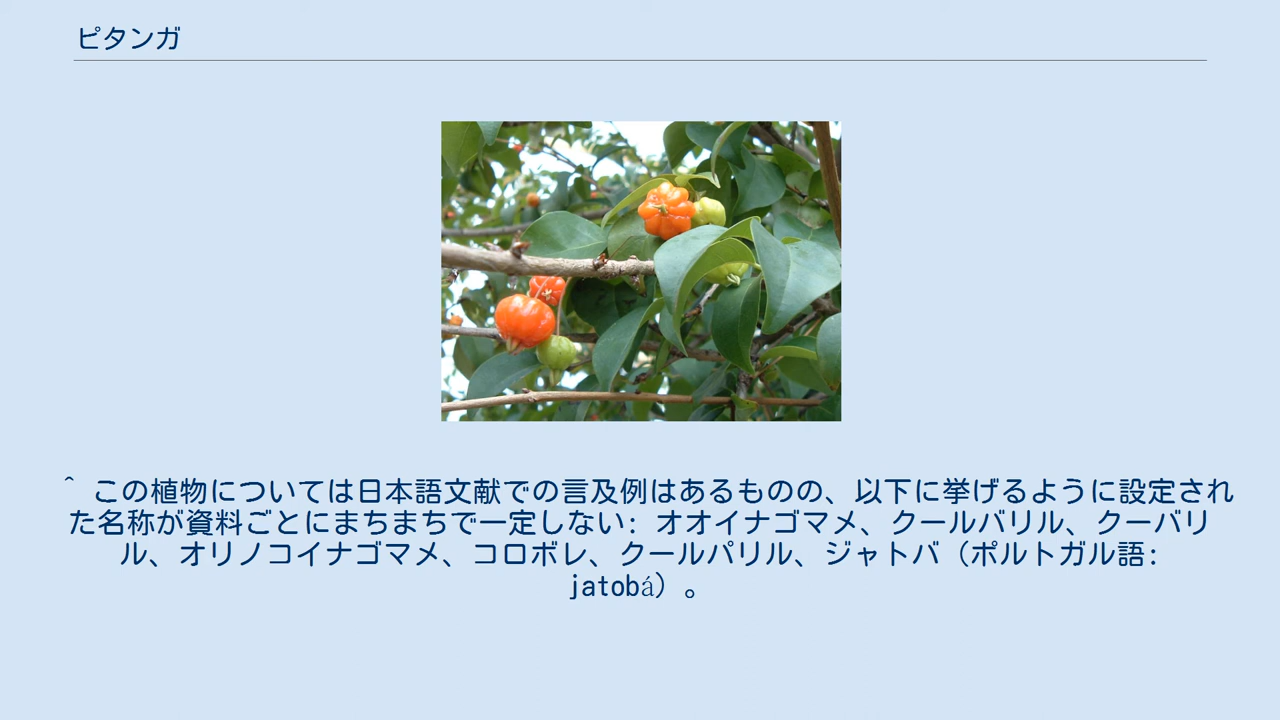 ピタンガ
^ この植物については日本語文献での言及例はあるものの、以下に挙げるように設定され
た名称が資料ごとにまちまちで一定しない: オオイナゴマメ、クールバリル、クーバリ
ル、オリノコイナゴマメ、コロボレ、クールパリル、ジャトバ（ポルトガル語:
jatobá）。